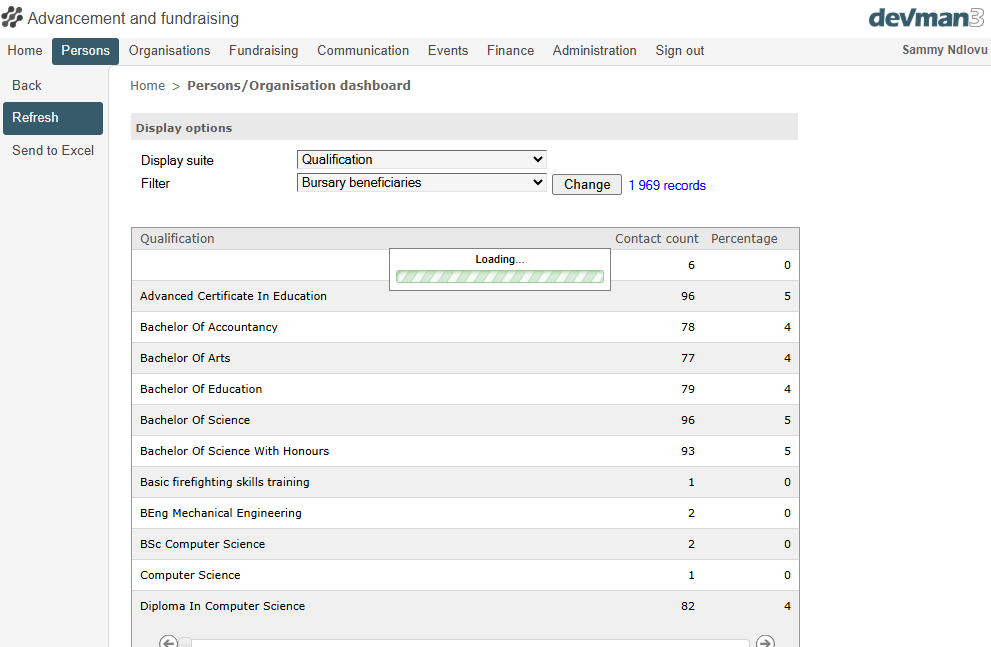 Advancement and fundraising
devman3
Home Persons Organisations Fundraising Communication Events Finance Administration Sign out Sammy Ndlovu
Back
Refresh
Send to Excel
Home > Persons/Organisation dashboard
Display options
Display suite Qualification
Filter Bursary beneficiaries Change 1 969 records
Qualification Contact count Percentage
Loading...
6 0
Advanced Certificate In Education 96 5
Bachelor Of Accountancy 78 4
Bachelor Of Arts 77 4
Bachelor Of Education 79 4
Bachelor Of Science 96 5
Bachelor Of Science With Honours 93 5
Basic firefighting skills training 1 0
BEng Mechanical Engineering 2 0
BSc Computer Science 2 0
Computer Science 1 0
Diploma In Computer Science 82 4